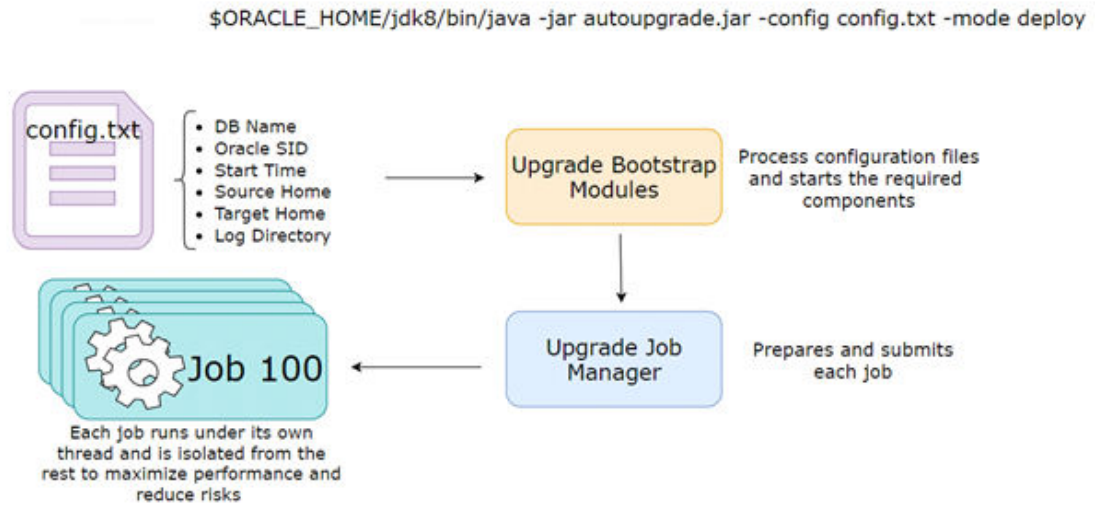 $ORACLE_HOME/jdk8/bin/java -jar autoupgrade.jar -config config.txt -mode deploy
config.txt
• DB Name
• Oracle SID
• Start Time
• Source Home
• Target Home
• Log Directory
Upgrade Bootstrap
Modules
Process configuration files
and starts the required
components
Upgrade Job
Manager
Prepares and submits
each job
Job 100
Each job runs under its own
thread and is isolated from the
rest to maximize performance and
reduce risks